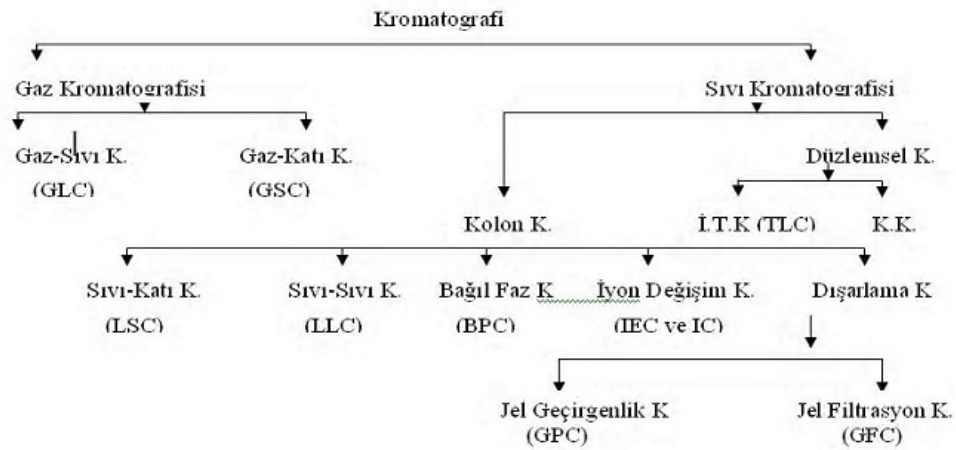 Kromatografi
Gaz Kromatografisi Sıvı Kromatografisi
Gaz-Sıvı K. Gaz-Katı K. Düzlemsel K.
(GLC) (GSC)
Kolon K. İ.T.K (TLC) K.K.
Sıvı-Katı K. Sıvı-Sıvı K. Bağıl Faz K İyon Değişim K. Dışarlama K
(LSC) (LLC) (BPC) (IEC ve IC)
Jel Geçirgenlik K Jel Filtrasyon K.
(GPC) (GFC)